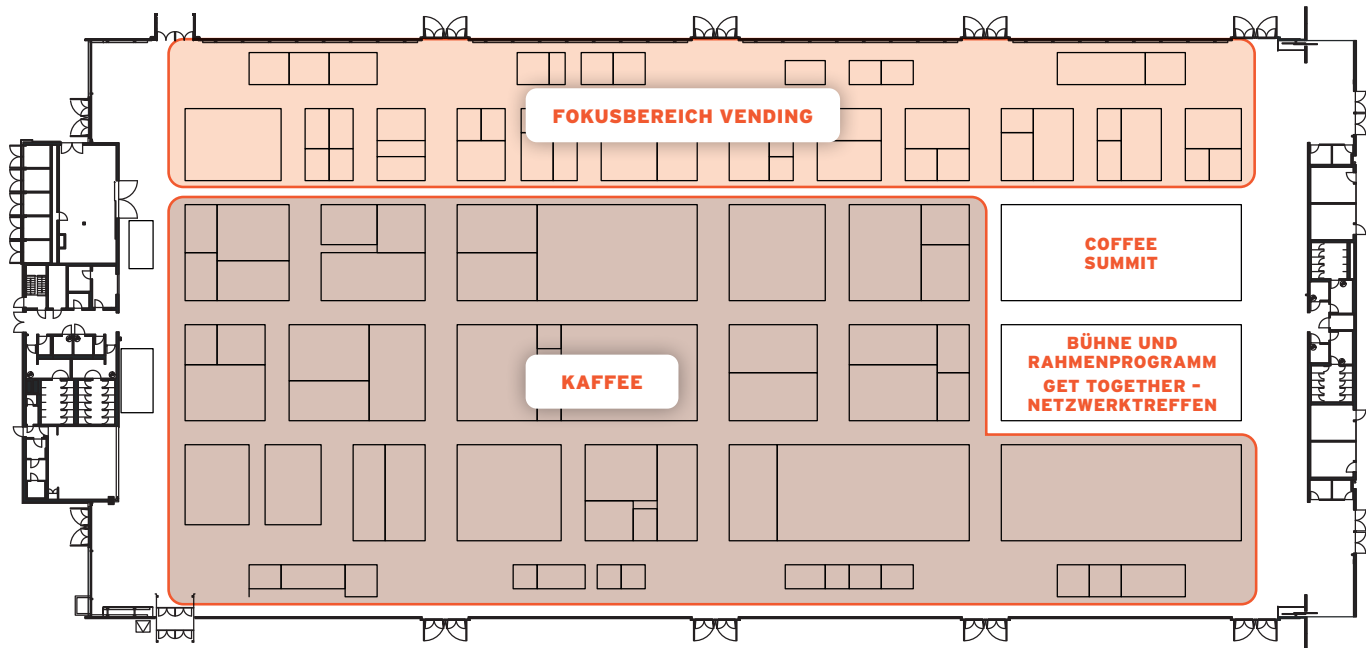 FOKUSBEREICH VENDING
COFFEE
SUMMIT
BÜHNE UND
RAHMENPROGRAMM
GET TOGETHER –
NETZWERKTREFFEN
KAFFEE